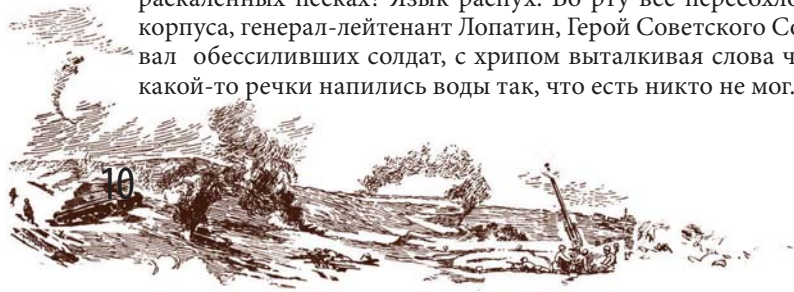 раскаленных песках! Язык распух. Во рту все пересохло
корпуса, генерал-лейтенант Лопатин, Герой Советского Со
вал обессиливших солдат, с хрипом выталкивая слова ч
какой-то речки напились воды так, что есть никто не мог.
10